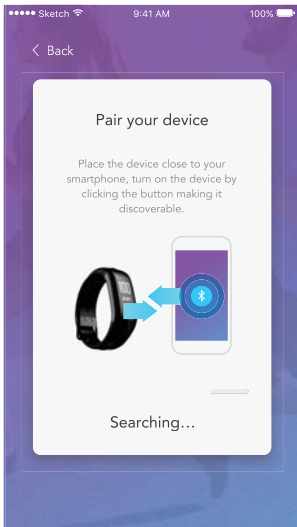 Sketch 9:41 AM 100%
Back
Pair your device
Place the device close to your
smartphone, turn on the device by
clicking the button making it
discoverable.
Searching...